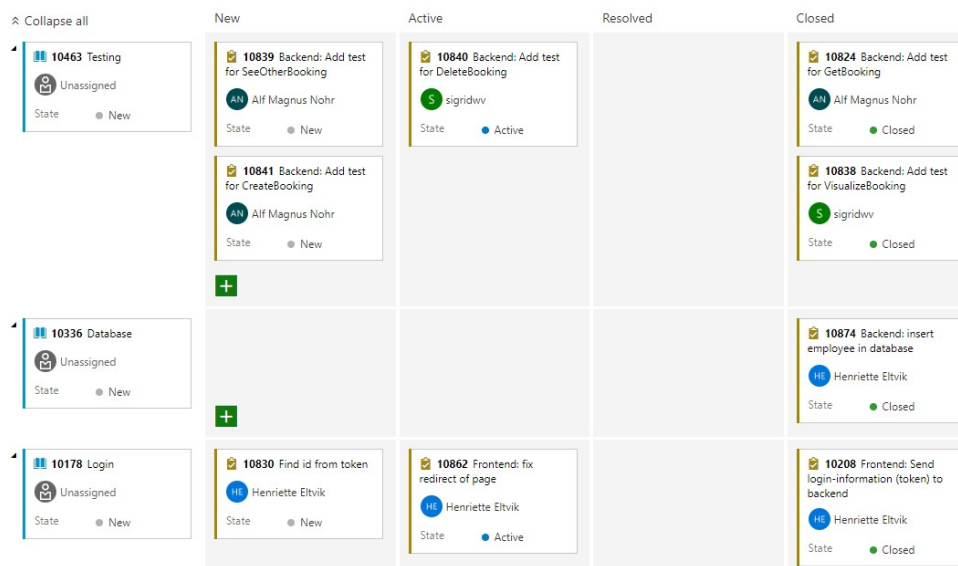 Collapse all
New
Active
Resolved
Closed
10463 Testing
Unassigned
State New
10839 Backend: Add test
for SeeOtherBooking
AN Alf Magnus Nohr
State New
10841 Backend: Add test
for CreateBooking
AN Alf Magnus Nohr
State New
10840 Backend: Add test
for DeleteBooking
S sigridwv
State Active
10824 Backend: Add test
for GetBooking
AN Alf Magnus Nohr
State Closed
10838 Backend: Add test
for VisualizeBooking
S sigridwv
State Closed
10336 Database
Unassigned
State New
10874 Backend: insert
employee in database
HE Henriette Eltvik
State Closed
10178 Login
Unassigned
State New
10830 Find id from token
HE Henriette Eltvik
State New
10862 Frontend: fix
redirect of page
HE Henriette Eltvik
State Active
10208 Frontend: Send
login-information (token) to
backend
HE Henriette Eltvik
State Closed